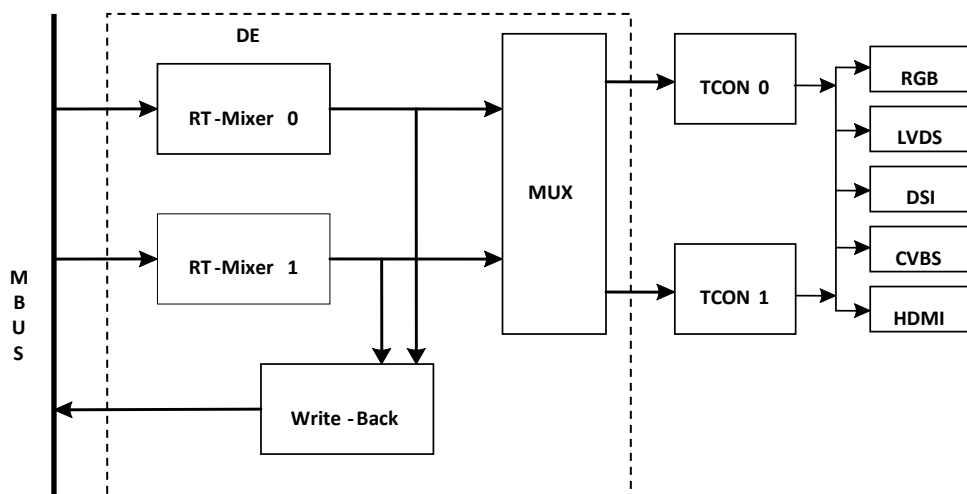 DE
RT-Mixer 0
RT-Mixer 1
MUX
Write-Back
TCON 0
TCON 1
RGB
LVDS
DSI
CVBS
HDMI
M
B
U
S